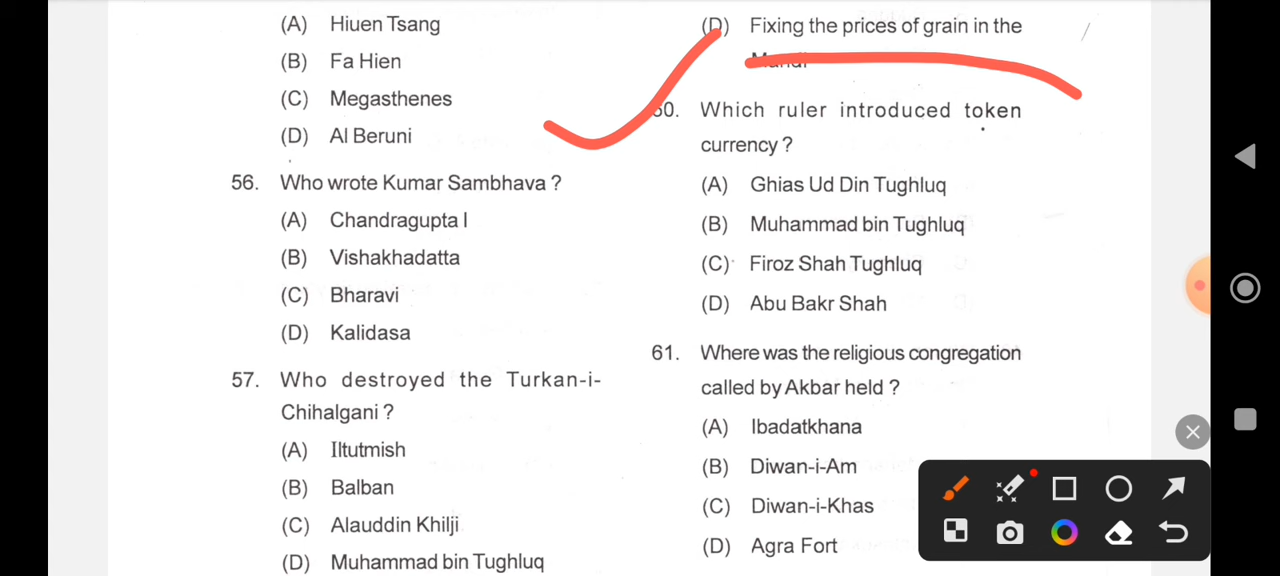 (A) Hiuen Tsang
(B) Fa Hien
(C) Megasthenes
(D) Al Beruni
56. Who wrote Kumar Sambhava ?
(A) Chandragupta I
(B) Vishakhadatta
(C) Bharavi
(D) Kalidasa
57. Who destroyed the Turkan-i-
Chihalgani ?
(A) Iltutmish
(B) Balban
(C) Alauddin Khilji
(D) Muhammad bin Tughluq
(D) Fixing the prices of grain in the
60. Which ruler introduced token
currency ?
(A) Ghias Ud Din Tughluq
(B) Muhammad bin Tughluq
(C) Firoz Shah Tughluq
(D) Abu Bakr Shah
61. Where was the religious congregation
called by Akbar held ?
(A) Ibadatkhana
(B) Diwan-i-Am
(C) Diwan-i-Khas
(D) Agra Fort